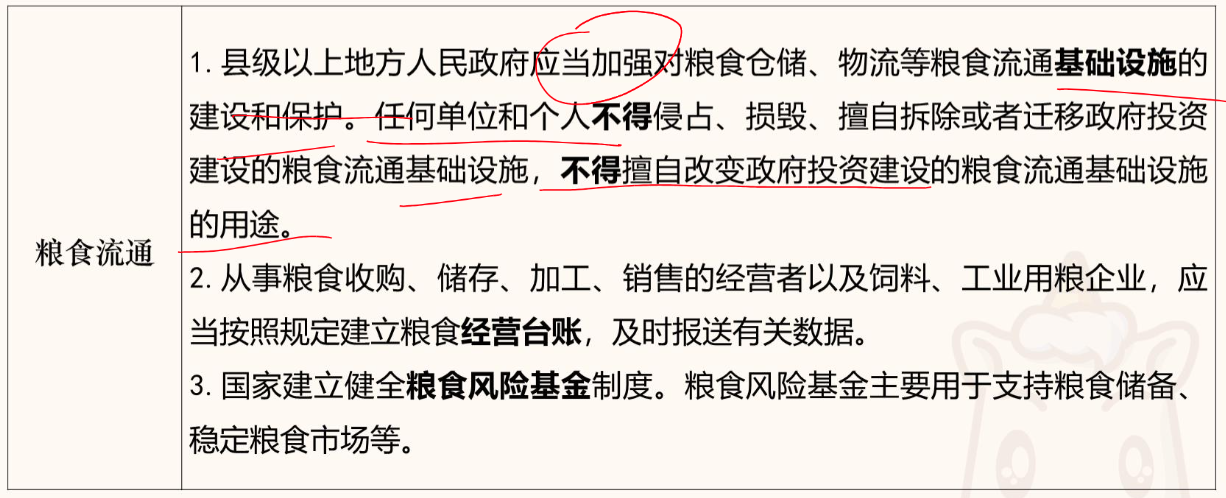 粮食流通
1. 县级以上地方人民政府应当加强对粮食仓储、物流等粮食流通基础设施的
建设和保护。任何单位和个人不得侵占、损毁、擅自拆除或者迁移政府投资
建设的粮食流通基础设施，不得擅自改变政府投资建设的粮食流通基础设施
的用途。
2. 从事粮食收购、储存、加工、销售的经营者以及饲料、工业用粮企业，应
当按照规定建立粮食经营台账，及时报送有关数据。
3. 国家建立健全粮食风险基金制度。粮食风险基金主要用于支持粮食储备、
稳定粮食市场等。